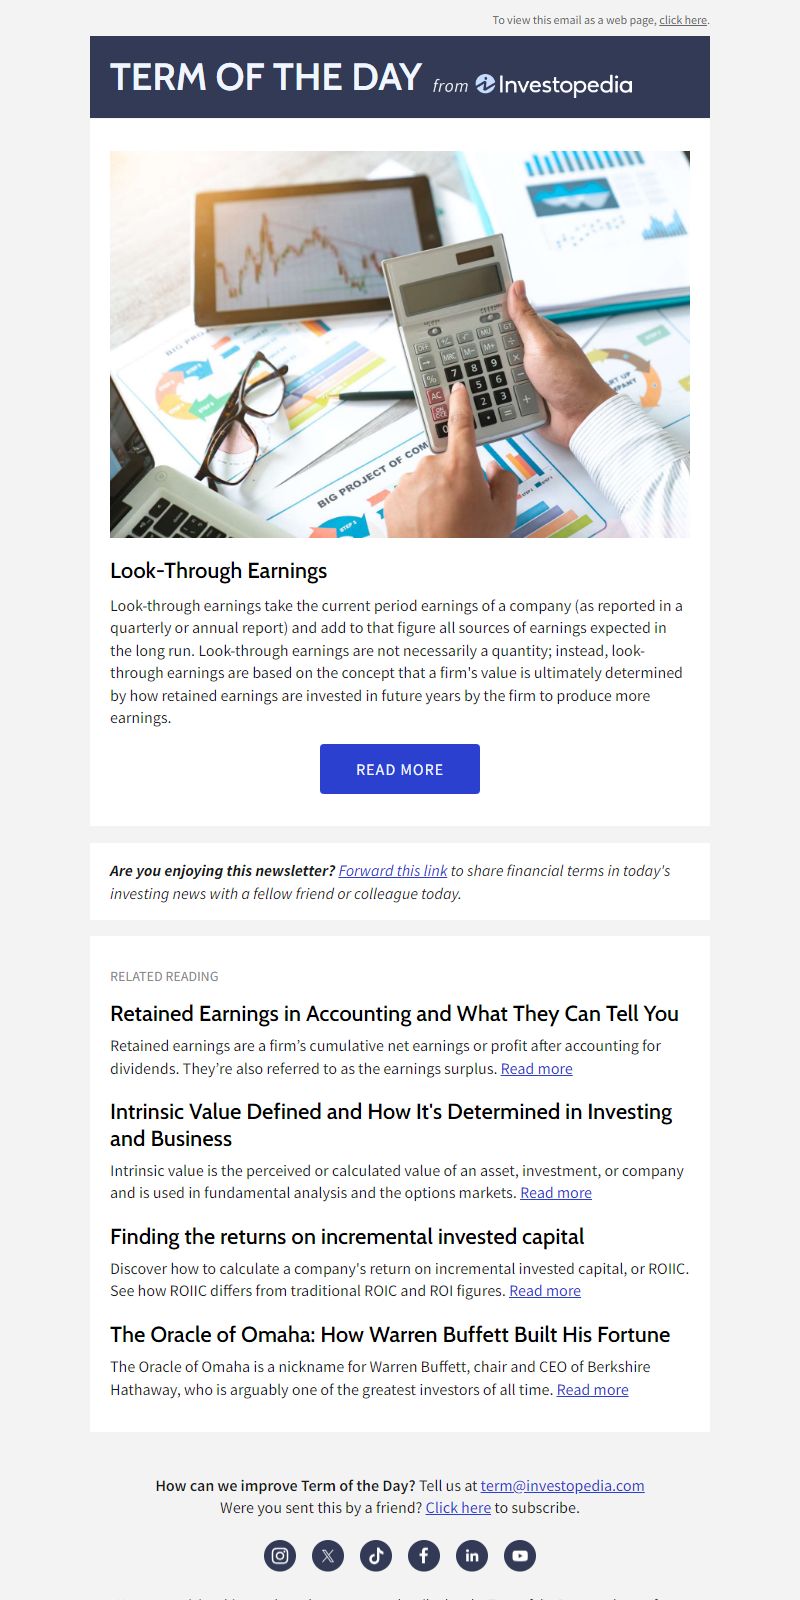 To view this email as a web page, click here.
TERM OF THE DAY from Investopedia
BIG PROJECT OF COM
Look-Through Earnings
Look-through earnings take the current period earnings of a company (as reported in a
quarterly or annual report) and add to that figure all sources of earnings expected in
the long run. Look-through earnings are not necessarily a quantity; instead, look-
through earnings are based on the concept that a firm's value is ultimately determined
by how retained earnings are invested in future years by the firm to produce more
earnings.
READ MORE
Are you enjoying this newsletter? Forward this link to share financial terms in today's
investing news with a fellow friend or colleague today.
RELATED READING
Retained Earnings in Accounting and What They Can Tell You
Retained earnings are a firm’s cumulative net earnings or profit after accounting for
dividends. They’re also referred to as the earnings surplus. Read more
Intrinsic Value Defined and How It's Determined in Investing
and Business
Intrinsic value is the perceived or calculated value of an asset, investment, or company
and is used in fundamental analysis and the options markets. Read more
Finding the returns on incremental invested capital
Discover how to calculate a company's return on incremental invested capital, or ROIIC.
See how ROIIC differs from traditional ROIC and ROI figures. Read more
The Oracle of Omaha: How Warren Buffett Built His Fortune
The Oracle of Omaha is a nickname for Warren Buffett, chair and CEO of Berkshire
Hathaway, who is arguably one of the greatest investors of all time. Read more
How can we improve Term of the Day? Tell us at term@investopedia.com
Were you sent this by a friend? Click here to subscribe.